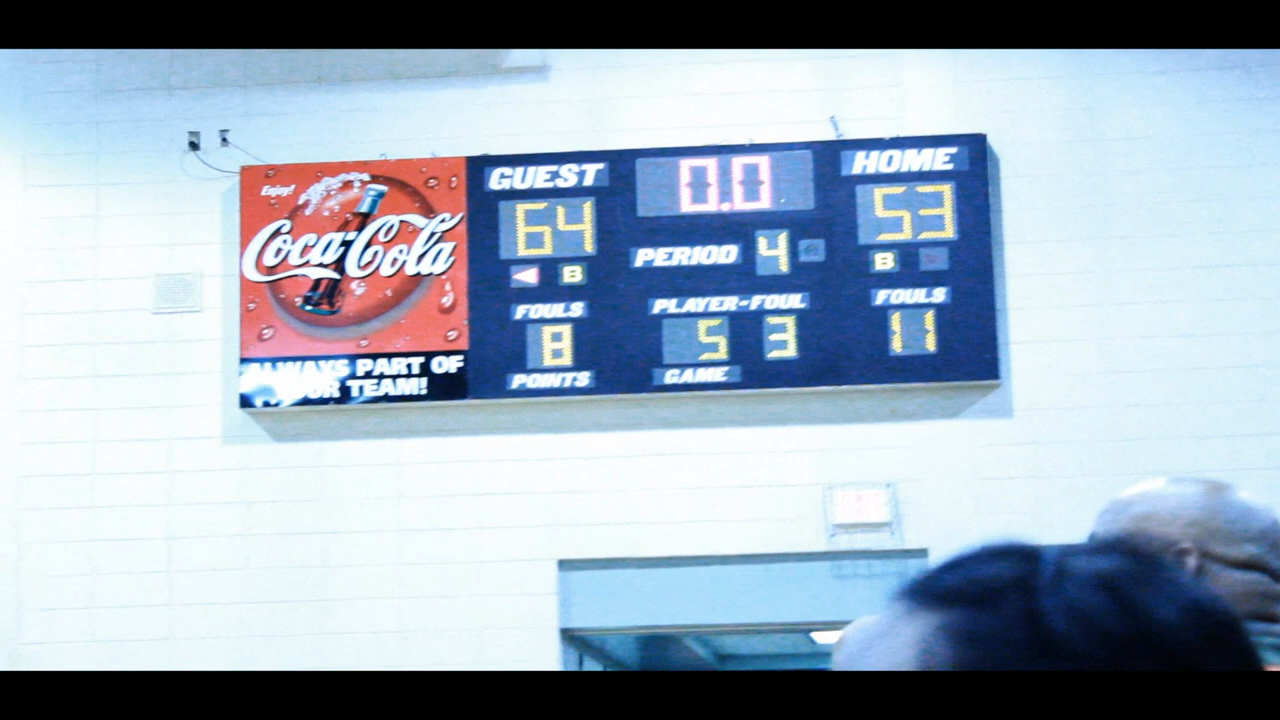 Enjoy!
Coca-Cola
ALWAYS PART OF
YOUR TEAM!
GUEST
0.0
HOME
64
53
PERIOD 4
B
B
FOULS
PLAYER-FOUL
FOULS
8
5 3
11
POINTS
GAME